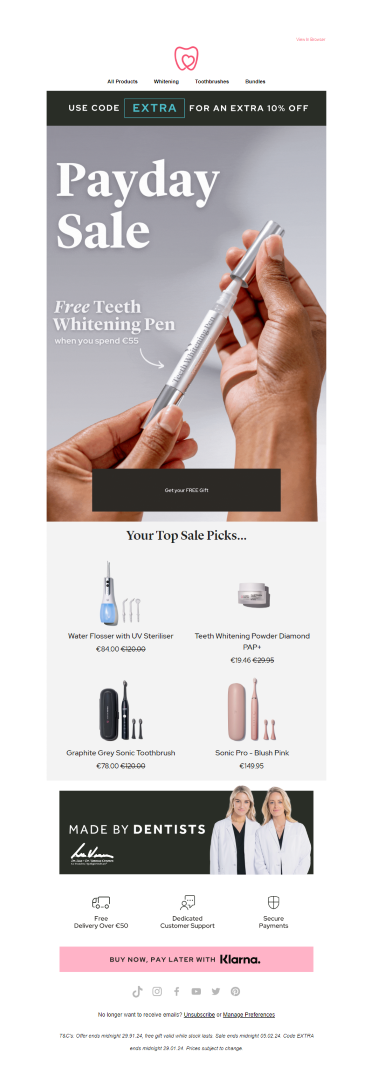 View in Browser
All Products Whitening Toothbrushes Bundles
USE CODE EXTRA FOR AN EXTRA 10% OFF
Payday
Sale
Free Teeth
Whitening Pen
when you spend €55
Teeth Whitening Pen
Get your FREE Gift
Your Top Sale Picks...
Water Flosser with UV Steriliser
€84.00 €120.00
Teeth Whitening Powder Diamond
PAP+
€19.46 €29.95
Graphite Grey Sonic Toothbrush
€78.00 €120.00
Sonic Pro - Blush Pink
€149.95
MADE BY DENTISTS
Free
Delivery Over €50
Dedicated
Customer Support
Secure
Payments
BUY NOW, PAY LATER WITH Klarna.
No longer want to receive emails? Unsubscribe or Manage Preferences
T&C's: Offer ends midnight 29.01.24, free gift valid while stock lasts. Sale ends midnight 05.02.24. Code EXTRA
ends midnight 29.01.24. Prices subject to change.